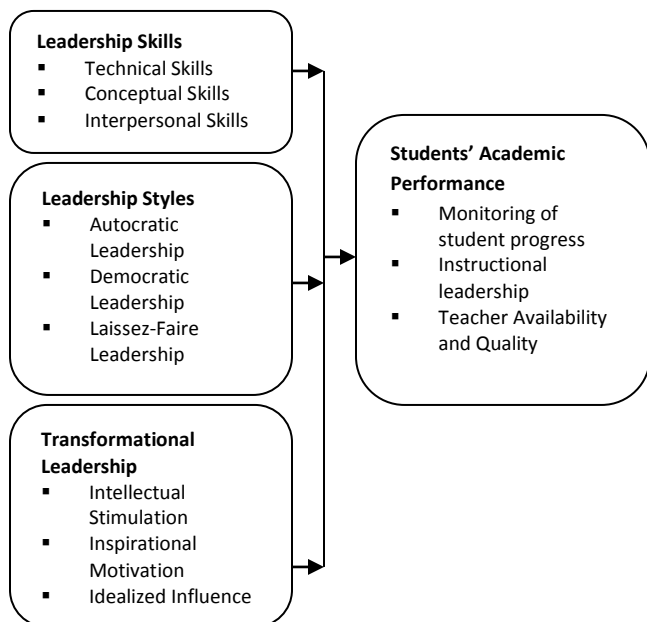 Leadership Skills
▪ Technical Skills
▪ Conceptual Skills
▪ Interpersonal Skills
Leadership Styles
▪ Autocratic
Leadership
▪ Democratic
Leadership
▪ Laissez-Faire
Leadership
Transformational
Leadership
▪ Intellectual
Stimulation
▪ Inspirational
Motivation
▪ Idealized Influence
Students’ Academic
Performance
▪ Monitoring of
student progress
▪ Instructional
leadership
▪ Teacher Availability
and Quality